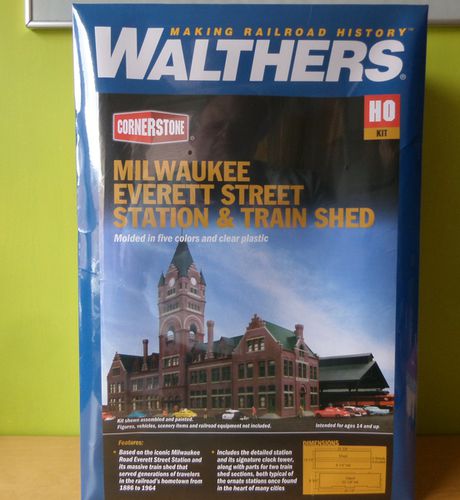 MAKING RAILROAD HISTORY™
WALTHERS®
CORNERSTONE®
HO
KIT
MILWAUKEE
EVERETT STREET
STATION & TRAIN SHED
Molded in five colors and clear plastic
Kit shown assembled and painted.
Figures, vehicles, scenery items and railroad equipment not included.
Intended for ages 14 and up
Features:
• Based on the iconic Milwaukee
Road Everett Street Station and
its massive train shed that
served generations of travelers
in the railroad's hometown from
1886 to 1964
• Includes the detailed station
and its signature clock tower,
along with parts for two train
shed sections, both typical of
the ornate stations once found
in the heart of many cities
DIMENSIONS